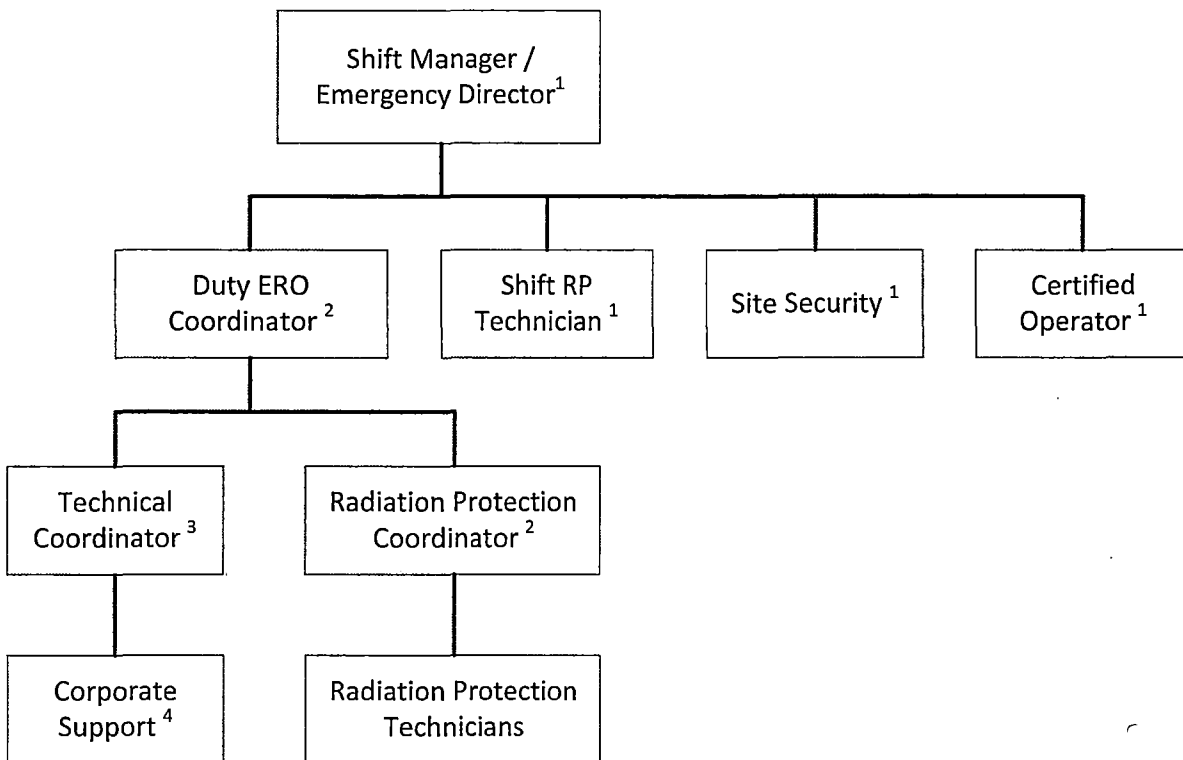 Shift Manager /
Emergency Director¹
Duty ERO
Coordinator ²
Shift RP
Technician ¹
Site Security ¹
Certified
Operator ¹
Technical
Coordinator ³
Radiation Protection
Coordinator ²
Corporate
Support ⁴
Radiation Protection
Technicians